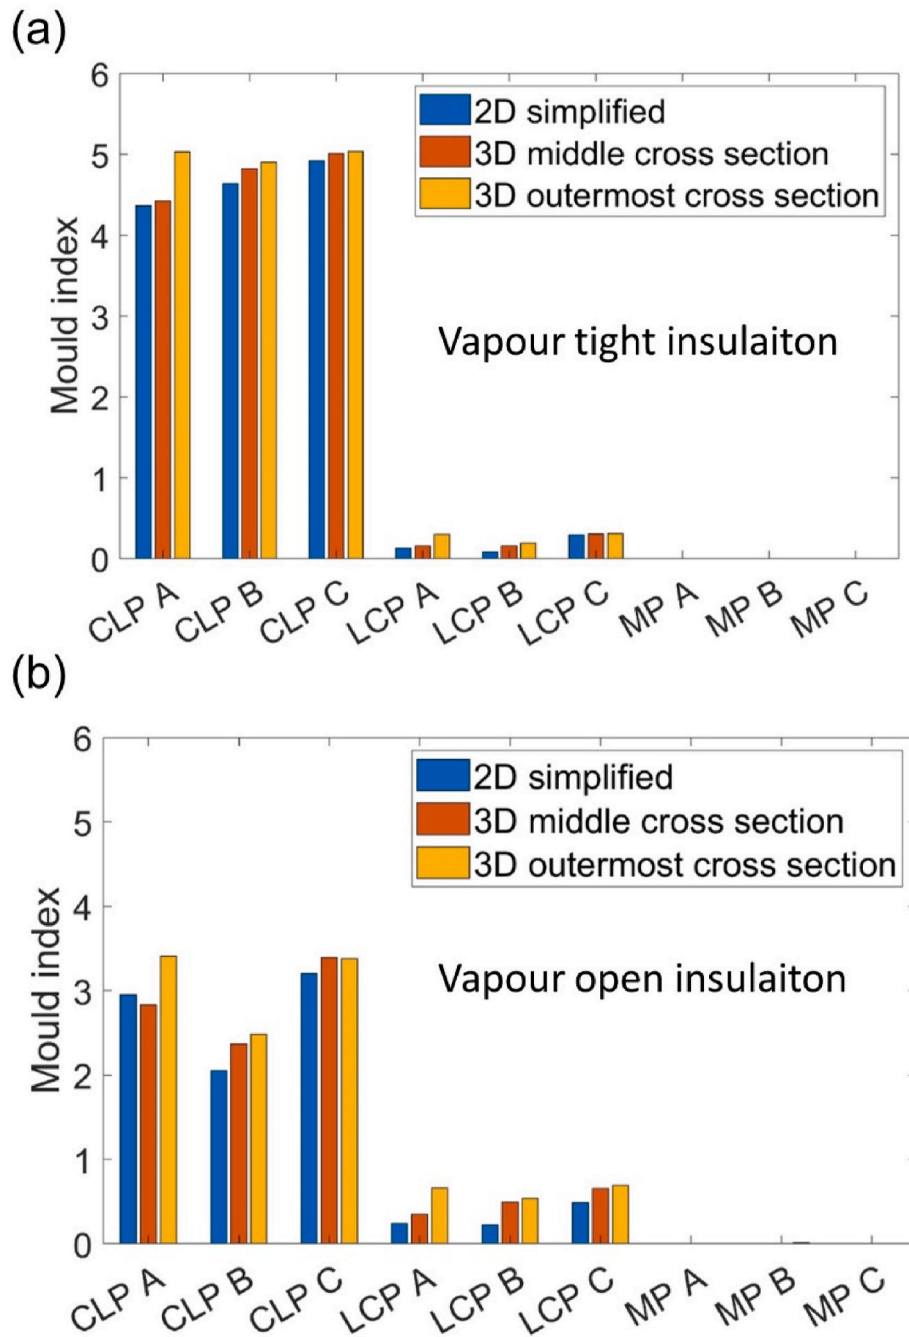 (a)
6
5
4
3
2
1
0
Mould index
2D simplified
3D middle cross section
3D outermost cross section
Vapour tight insulaiton
CLP A
CLP B
CLP C
LCP A
LCP B
LCP C
MP A
MP B
MP C
(b)
6
5
4
3
2
1
0
Mould index
2D simplified
3D middle cross section
3D outermost cross section
Vapour open insulaiton
CLP A
CLP B
CLP C
LCP A
LCP B
LCP C
MP A
MP B
MP C